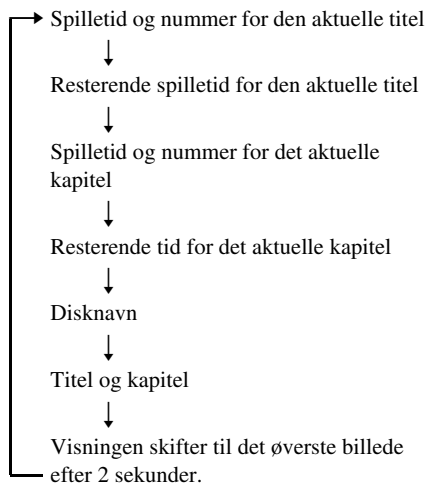 Spilletid og nummer for den aktuelle titel
Resterende spilletid for den aktuelle titel
Spilletid og nummer for det aktuelle
kapitel
Resterende tid for det aktuelle kapitel
Disknavn
Titel og kapitel
Visningen skifter til det øverste billede
efter 2 sekunder.